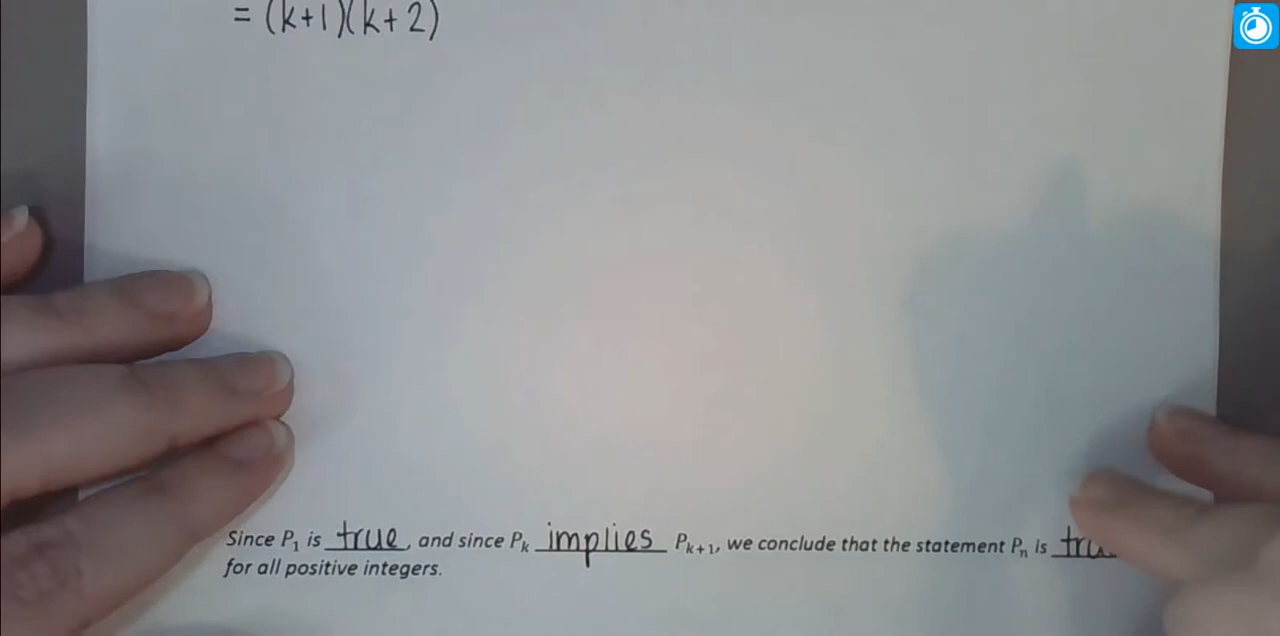 = (k+1)(k+2)
Since P₁ is true, and since Pₖ implies Pₖ₊₁, we conclude that the statement Pₙ is
for all positive integers.